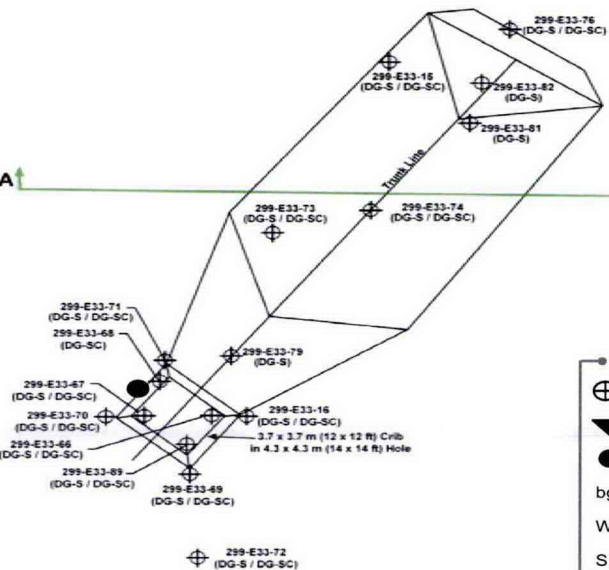 299-E33-76
(DG-S / DG-SC)
299-E33-15
(DG-S / DG-SC)
299-E33-82
(DG-S)
299-E33-81
(DG-S)
Trunk Line
A
299-E33-73
(DG-S / DG-SC)
299-E33-74
(DG-S / DG-SC)
299-E33-71
(DG-S / DG-SC)
299-E33-68
(DG-SC)
299-E33-79
(DG-S)
299-E33-67
(DG-S / DG-SC)
299-E33-70
(DG-S / DG-SC)
299-E33-16
(DG-S / DG-SC)
299-E33-66
(DG-S / DG-SC)
3.7 x 3.7 m (12 x 12 ft) Crib
in 4.3 x 4.3 m (14 x 14 ft) Hole
299-E33-89
(DG-S / DG-SC)
299-E33-69
(DG-S / DG-SC)
299-E33-72
(DG-S / DG-SC)
bg
W
S